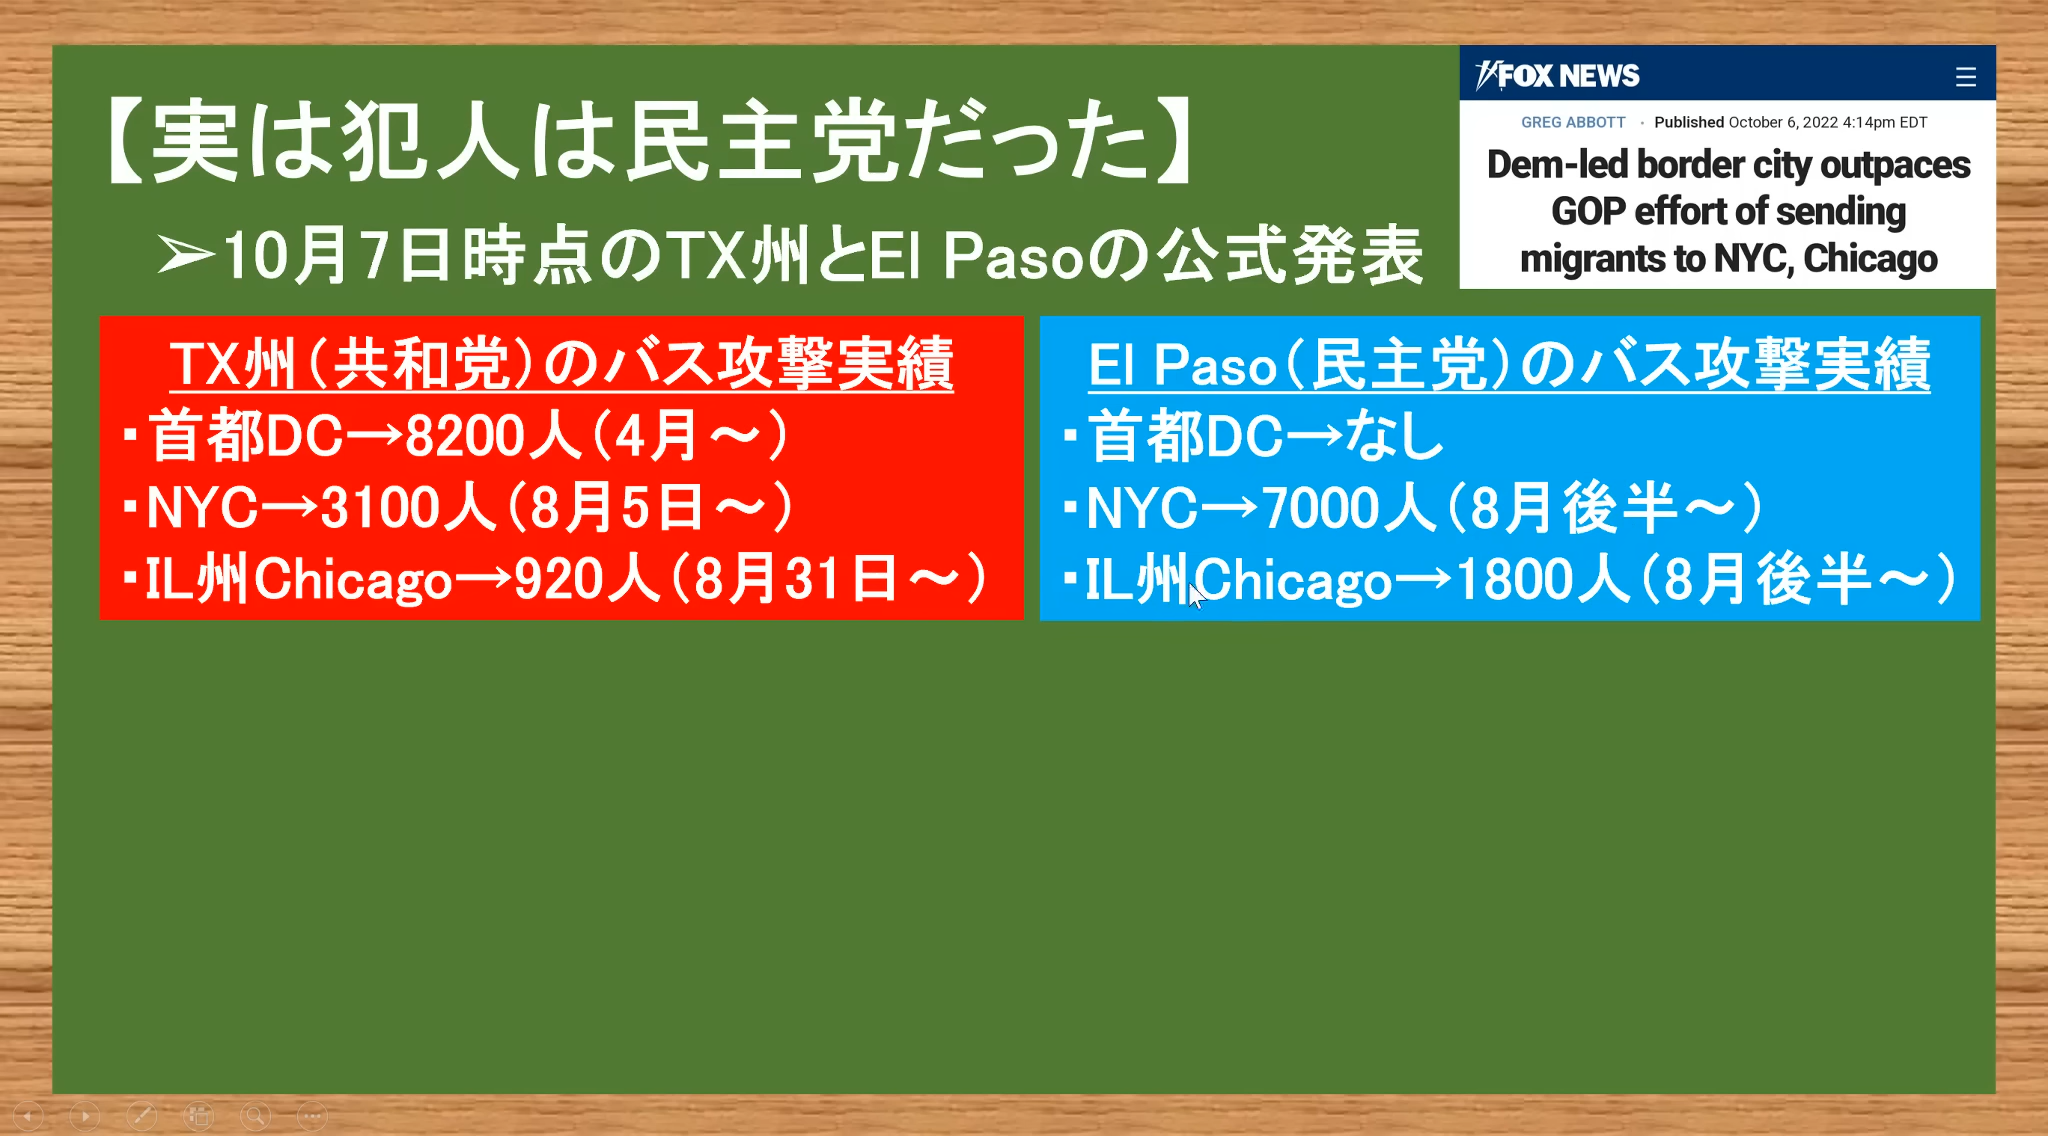 【実は犯人は民主党だった】
➢10月7日時点のTX州とEl Pasoの公式発表
FOX NEWS
GREG ABBOTT · Published October 6, 2022 4:14pm EDT
Dem-led border city outpaces
GOP effort of sending
migrants to NYC, Chicago
TX州（共和党）のバス攻撃実績
・首都DC→8200人（4月～）
・NYC→3100人（8月5日～）
・IL州Chicago→920人（8月31日～）
El Paso（民主党）のバス攻撃実績
・首都DC→なし
・NYC→7000人（8月後半～）
・IL州Chicago→1800人（8月後半～）